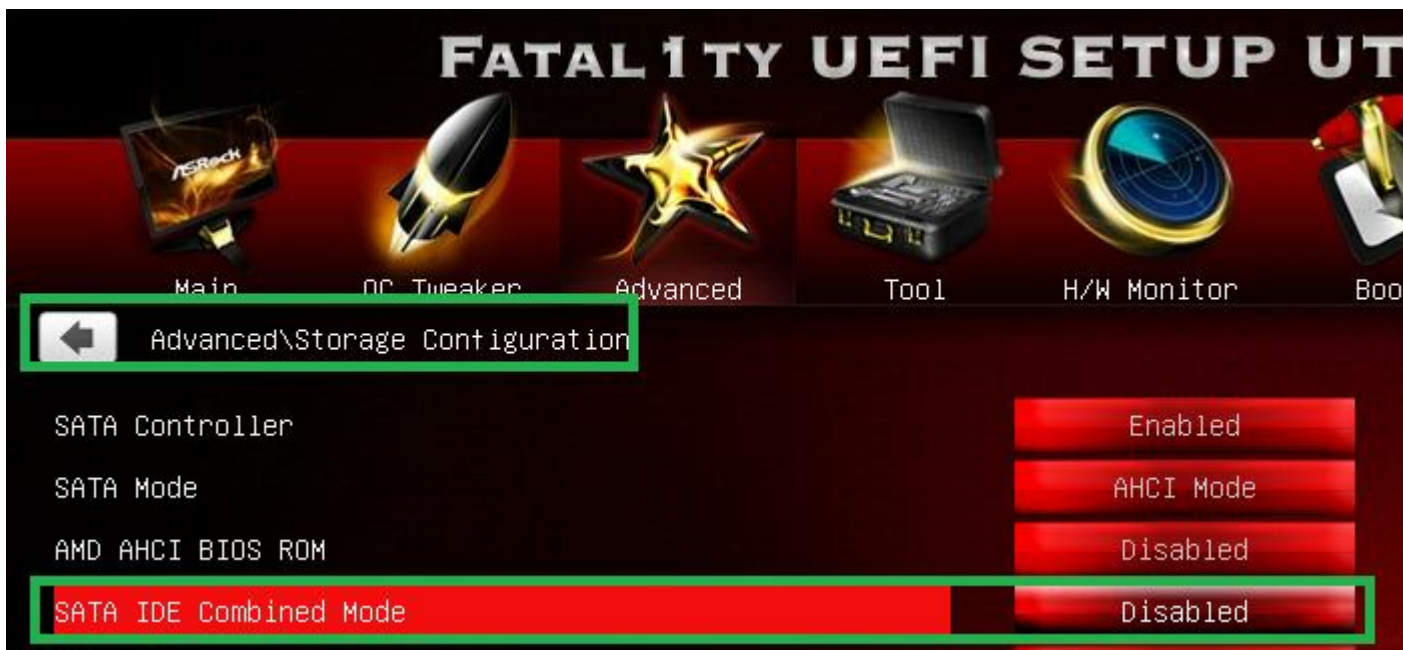 FATAL1TY UEFI SETUP UT
ASRock
Main OC Tweaker Advanced Tool H/W Monitor Boo
Advanced\Storage Configuration
SATA Controller Enabled
SATA Mode AHCI Mode
AMD AHCI BIOS ROM Disabled
SATA IDE Combined Mode Disabled